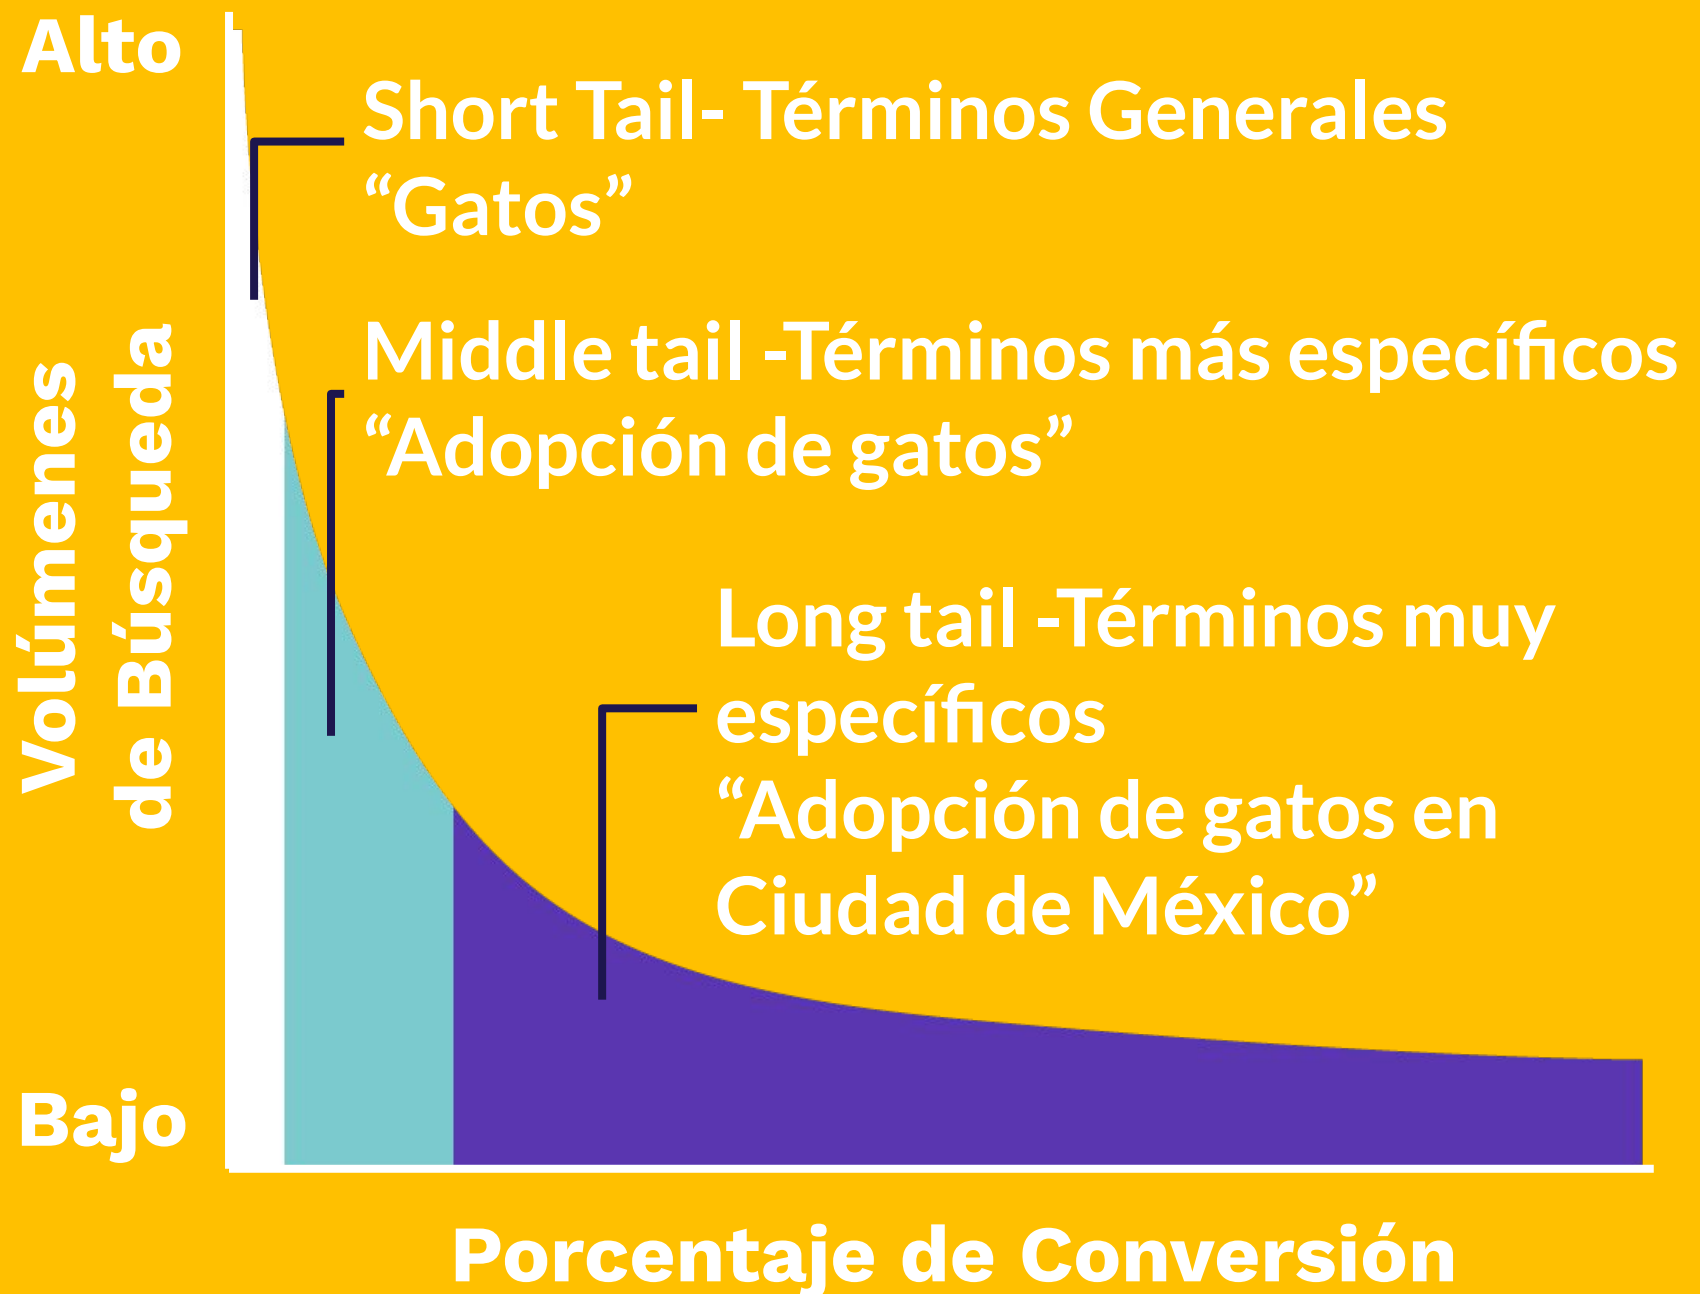 Alto
Short Tail- Términos Generales
“Gatos”
Middle tail -Términos más específicos
“Adopción de gatos”
Volúmenes
de Búsqueda
Long tail -Términos muy
específicos
“Adopción de gatos en
Ciudad de México”
Bajo
Porcentaje de Conversión